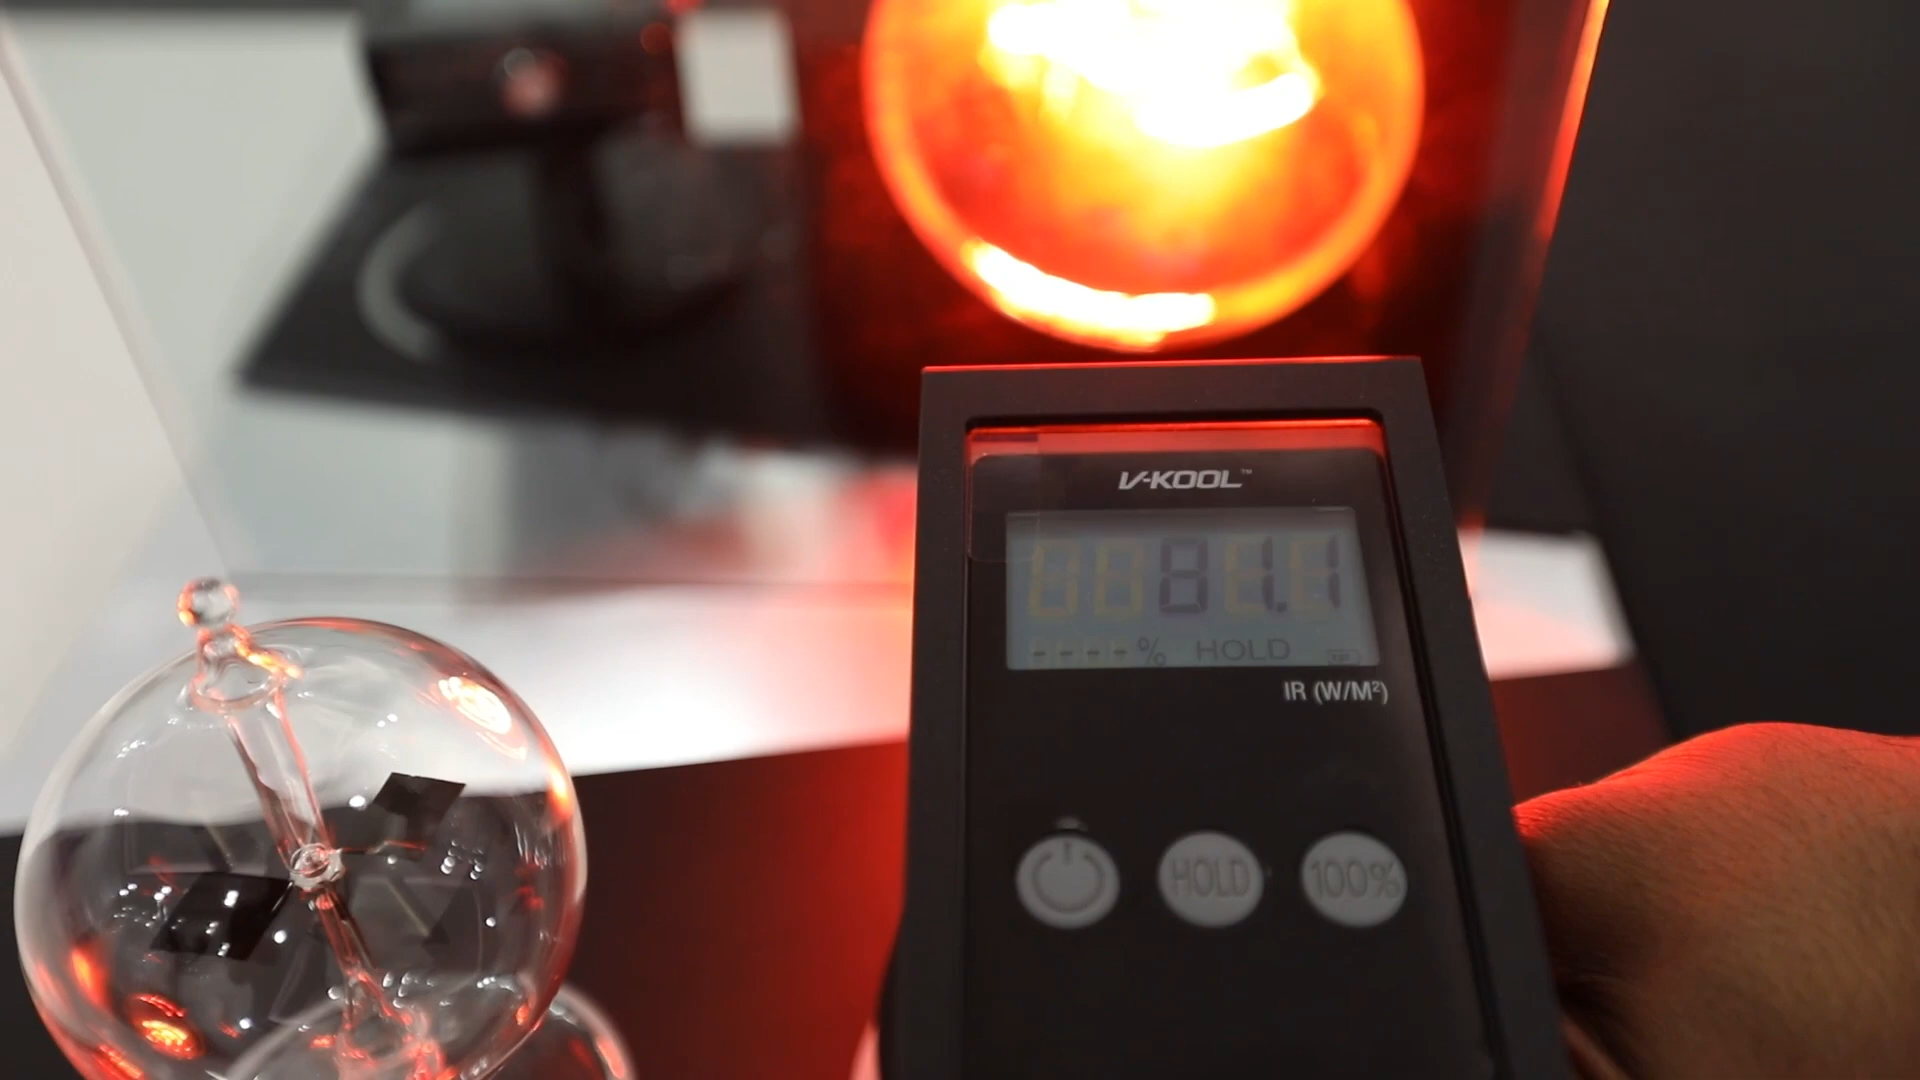 V-KOOL™
81.1
----% HOLD
IR (W/M²)
HOLD 100%